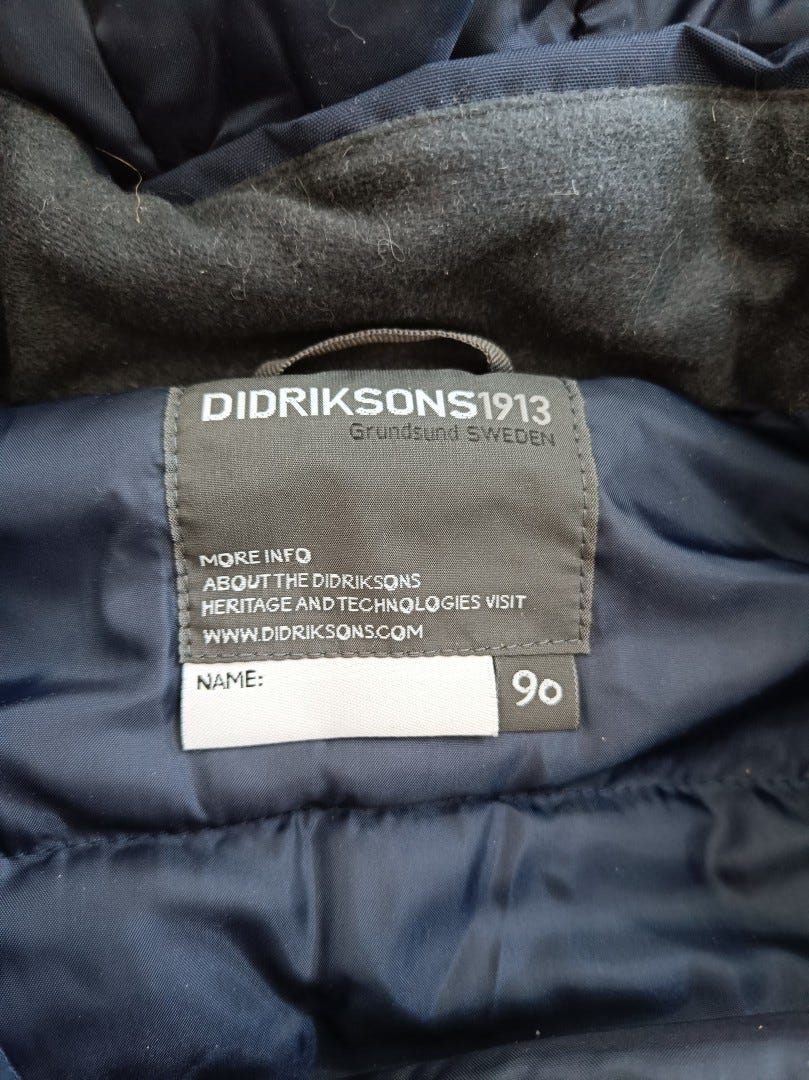 DIDRIKSONS1913
Grundsund SWEDEN
MORE INFO
ABOUT THE DIDRIKSONS
HERITAGE AND TECHNOLOGIES VISIT
WWW.DIDRIKSONS.COM
NAME:
90